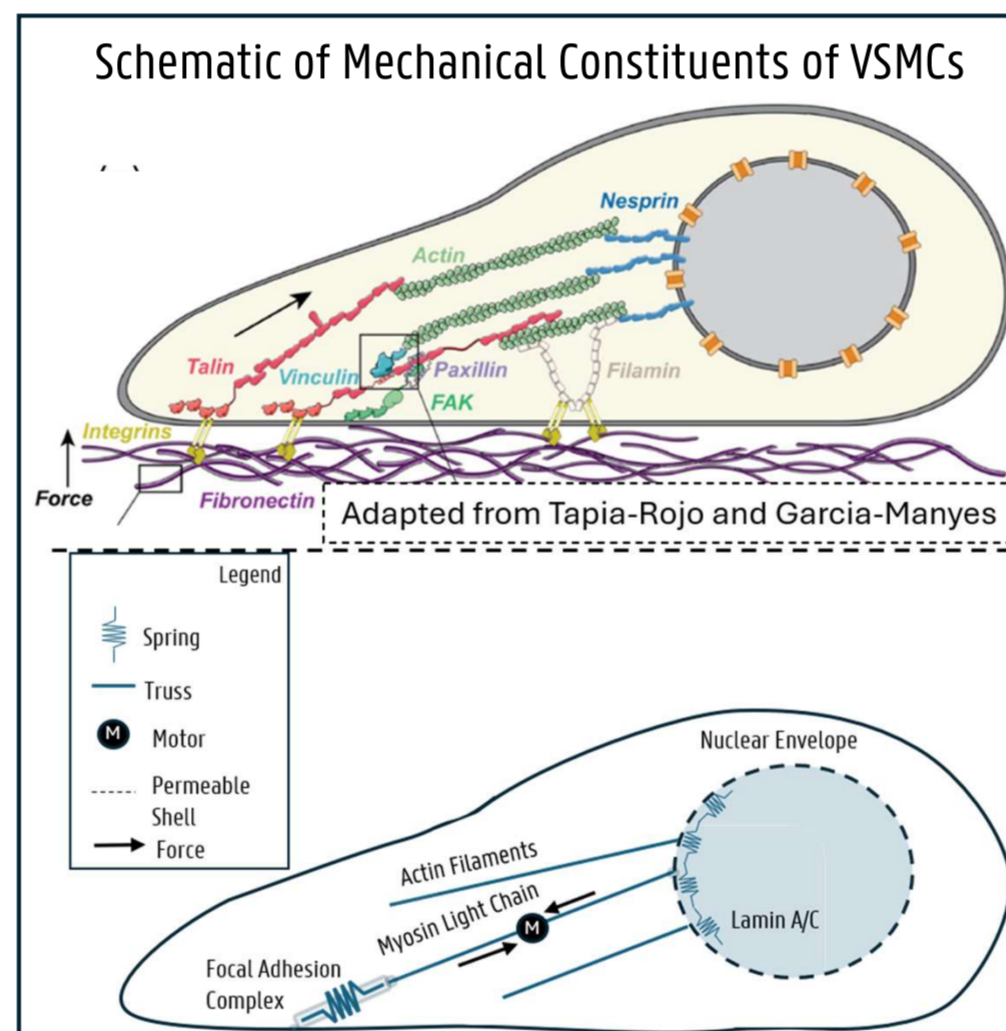 Schematic of Mechanical Constituents of VSMCs
Nesprin
Actin
Talin
Vinculin
Paxillin
Filamin
FAK
Integrins
Force
Fibronectin
Adapted from Tapia-Rojo and Garcia-Manyes
Legend
Spring
Truss
M
Motor
Permeable
Shell
Force
Nuclear Envelope
Actin Filaments
Myosin Light Chain
M
Lamin A/C
Focal Adhesion
Complex